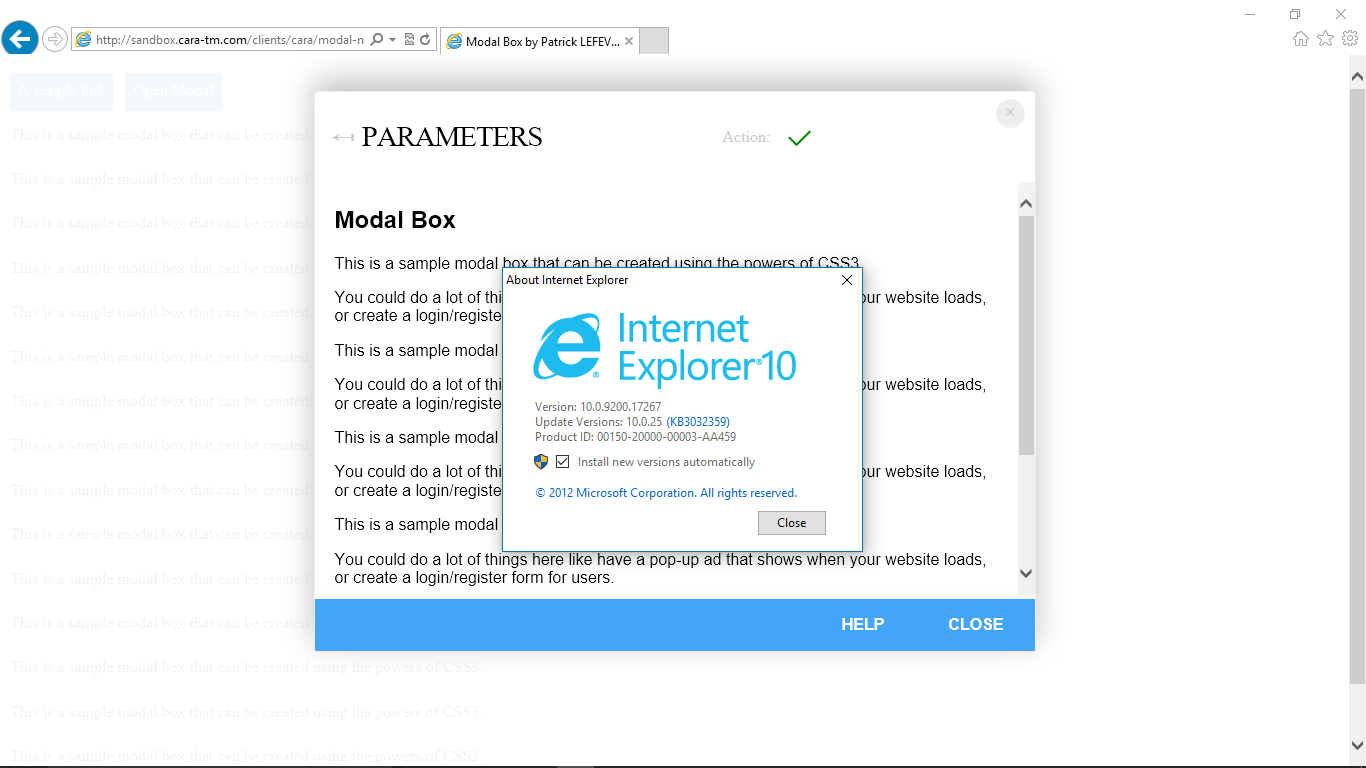 http://sandbox.cara-tm.com/clients/cara/modal-n
Modal Box by Patrick LEFEV...
A simple link
Open Modal
This is a sample modal box that can be created
This is a sample modal box that can be created
This is a sample modal box that can be created
This is a sample modal box that can be created
This is a sample modal box that can be created
This is a sample modal box that can be created
This is a sample modal box that can be created
This is a sample modal box that can be created
This is a sample modal box that can be created
This is a sample modal box that can be created
This is a sample modal box that can be created
This is a sample modal box that can be created
This is a sample modal box that can be created using the powers of CSS3.
This is a sample modal box that can be created using the powers of CSS3.
This is a sample modal box that can be created using the powers of CSS3.
PARAMETERS
Action:
Modal Box
This is a sample modal box that can be created using the powers of CSS3.
You could do a lot of thi
our website loads,
or create a login/registe
This is a sample modal
You could do a lot of thi
our website loads,
or create a login/registe
This is a sample modal
You could do a lot of thi
our website loads,
or create a login/registe
This is a sample modal
You could do a lot of things here like have a pop-up ad that shows when your website loads,
or create a login/register form for users.
HELP
CLOSE
About Internet Explorer
Internet
Explorer®10
Version: 10.0.9200.17267
Update Versions: 10.0.25 (KB3032359)
Product ID: 00150-20000-00003-AA459
Install new versions automatically
© 2012 Microsoft Corporation. All rights reserved.
Close